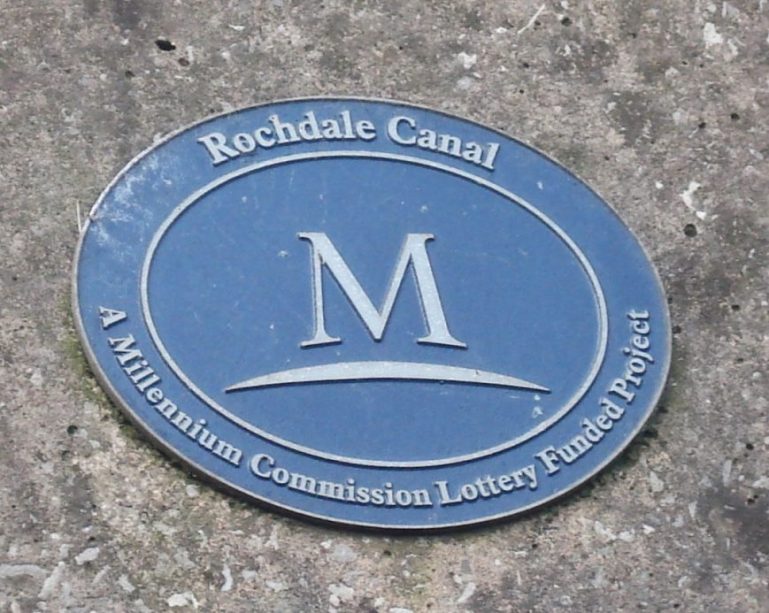 Rochdale Canal
M
A Millennium Commission Lottery Funded Project